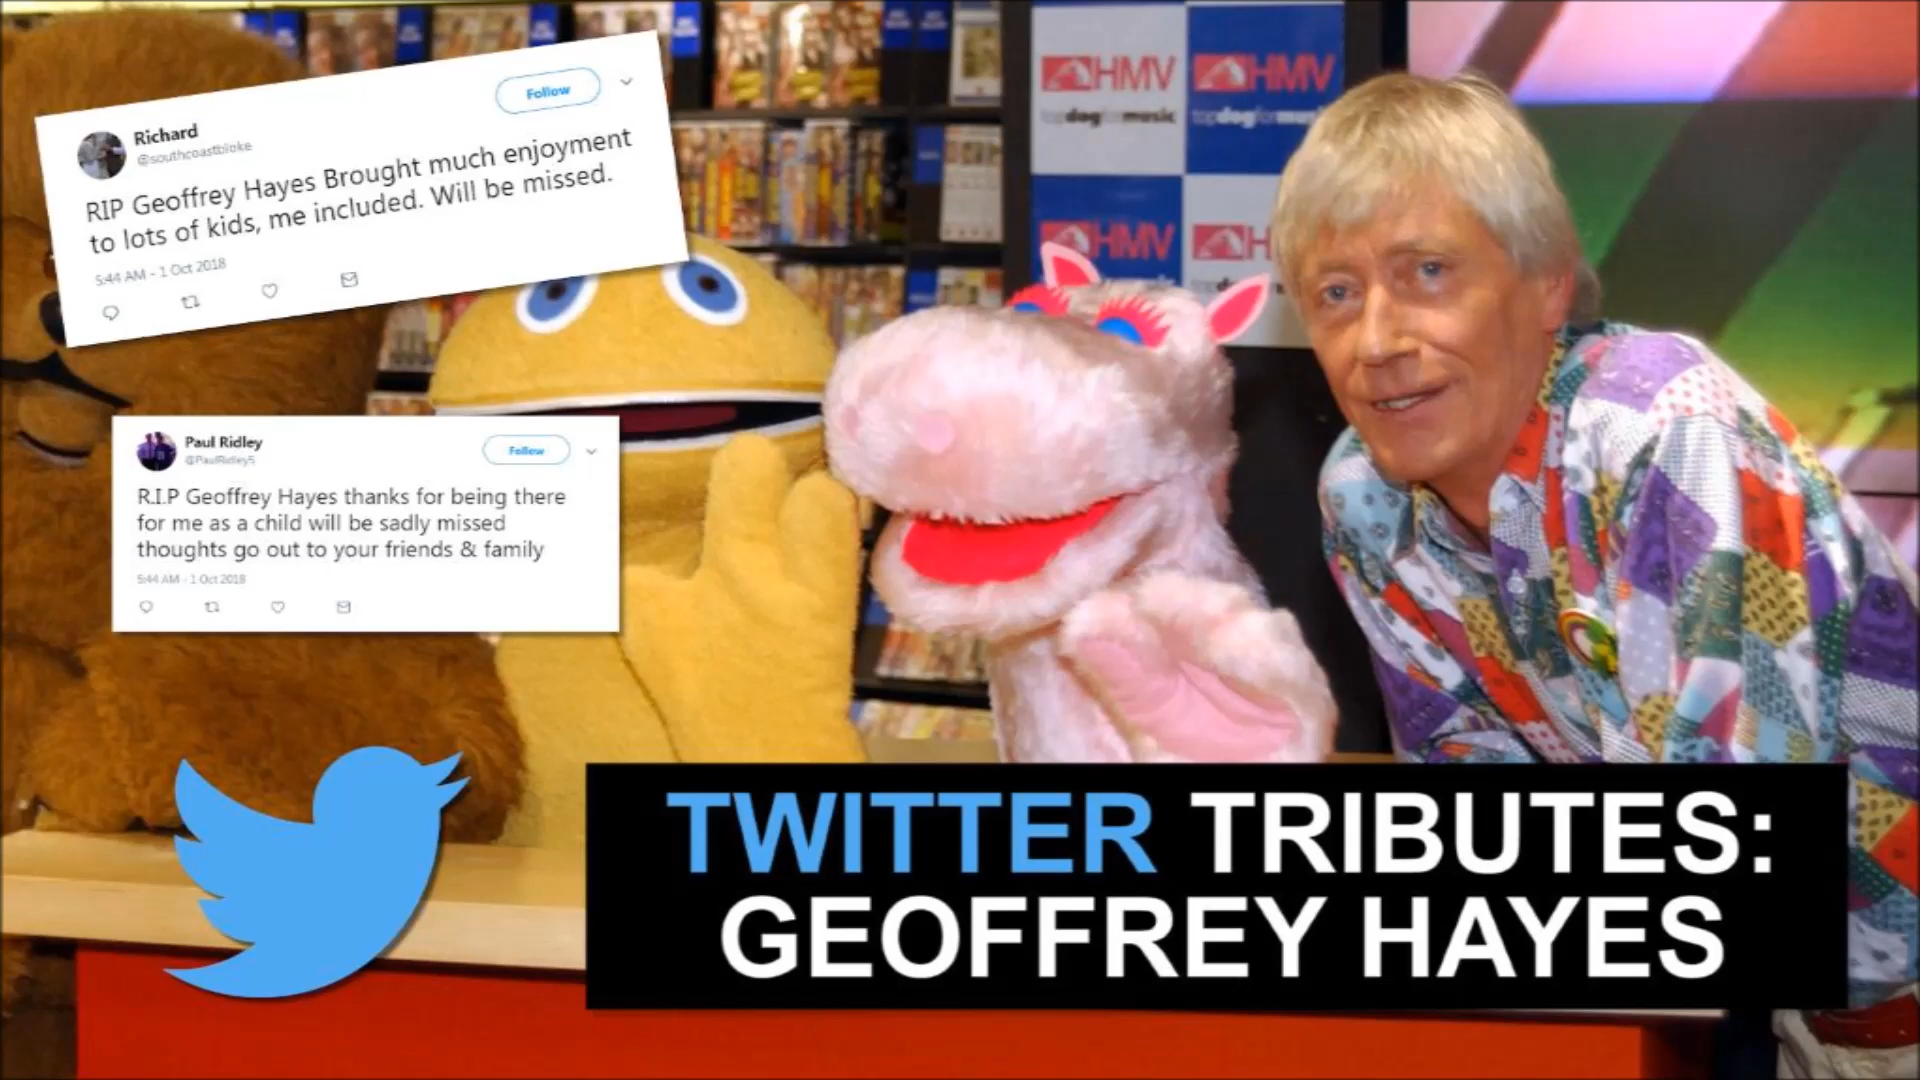 Richard
@southcoastbloke
Follow
RIP Geoffrey Hayes Brought much enjoyment
to lots of kids, me included. Will be missed.
5:44 AM - 1 Oct 2018
Paul Ridley
@PaulRidley5
Follow
R.I.P Geoffrey Hayes thanks for being there
for me as a child will be sadly missed
thoughts go out to your friends & family
5:44 AM - 1 Oct 2018
HMV
topdogformusic
HMV
topdogformusic
HMV
TWITTER TRIBUTES:
GEOFFREY HAYES